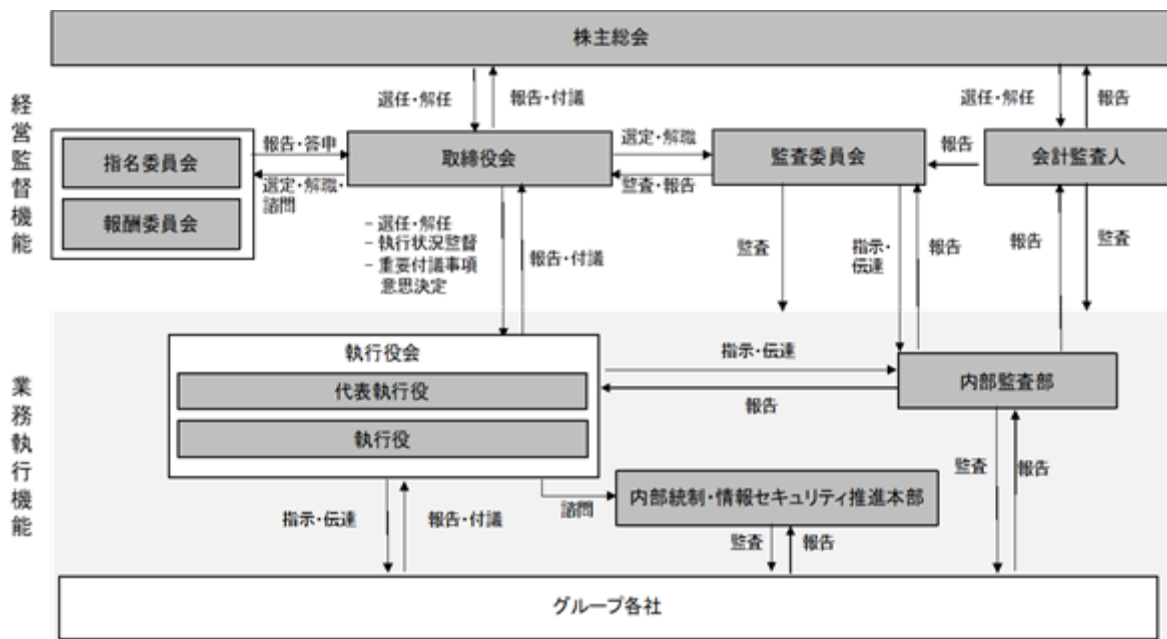 株主総会
選任・解任
報告・付議
選任・解任
報告
経営監督機能
指名委員会
報酬委員会
報告・答申
選定・解職・
諮問
取締役会
選定・解職
監査・報告
監査委員会
報告
会計監査人
－選任・解任
－執行状況監督
－重要付議事項
意思決定
報告・付議
監査
指示・
伝達
報告
報告
監査
業務執行機能
執行役会
代表執行役
執行役
指示・伝達
報告
内部監査部
諮問
内部統制・情報セキュリティ推進本部
監査
報告
指示・伝達
報告・付議
監査
報告
グループ各社